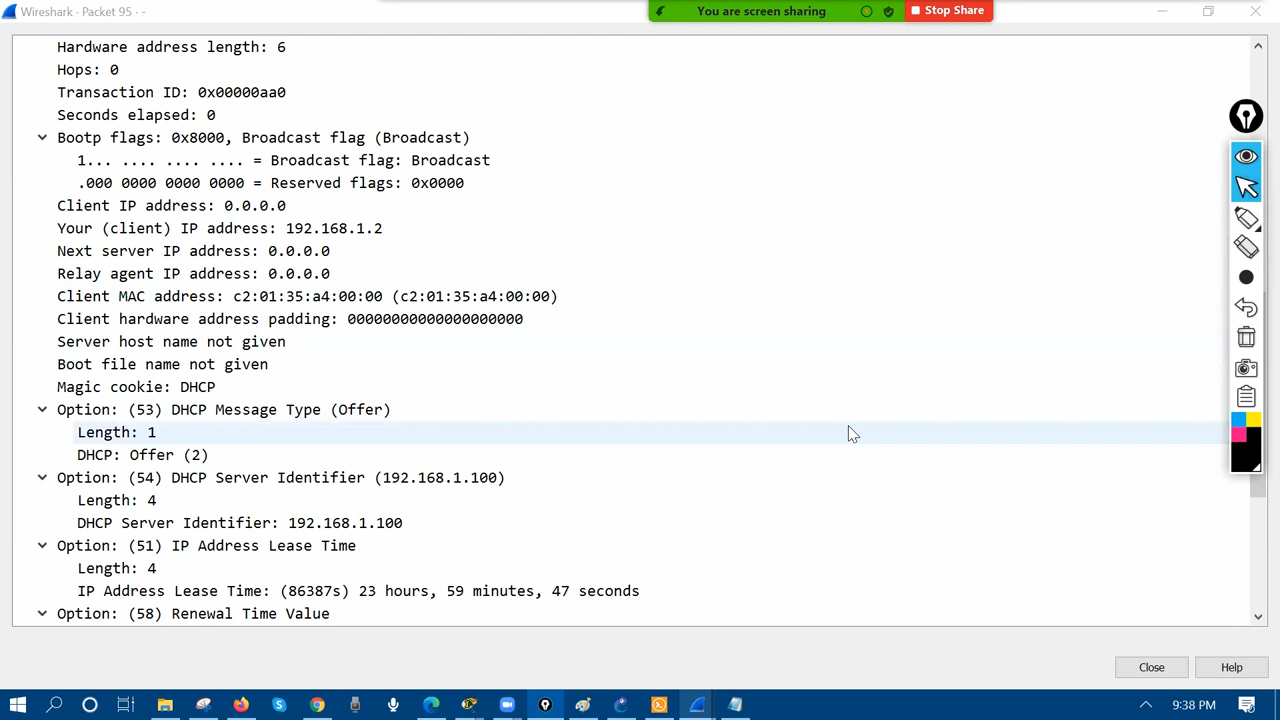 Wireshark · Packet 95 · -
You are screen sharing
Stop Share
Hardware address length: 6
Hops: 0
Transaction ID: 0x00000aa0
Seconds elapsed: 0
Bootp flags: 0x8000, Broadcast flag (Broadcast)
1... .... .... .... = Broadcast flag: Broadcast
.000 0000 0000 0000 = Reserved flags: 0x0000
Client IP address: 0.0.0.0
Your (client) IP address: 192.168.1.2
Next server IP address: 0.0.0.0
Relay agent IP address: 0.0.0.0
Client MAC address: c2:01:35:a4:00:00 (c2:01:35:a4:00:00)
Client hardware address padding: 00000000000000000000
Server host name not given
Boot file name not given
Magic cookie: DHCP
Option: (53) DHCP Message Type (Offer)
Length: 1
DHCP: Offer (2)
Option: (54) DHCP Server Identifier (192.168.1.100)
Length: 4
DHCP Server Identifier: 192.168.1.100
Option: (51) IP Address Lease Time
Length: 4
IP Address Lease Time: (86387s) 23 hours, 59 minutes, 47 seconds
Option: (58) Renewal Time Value
Close
Help
9:38 PM